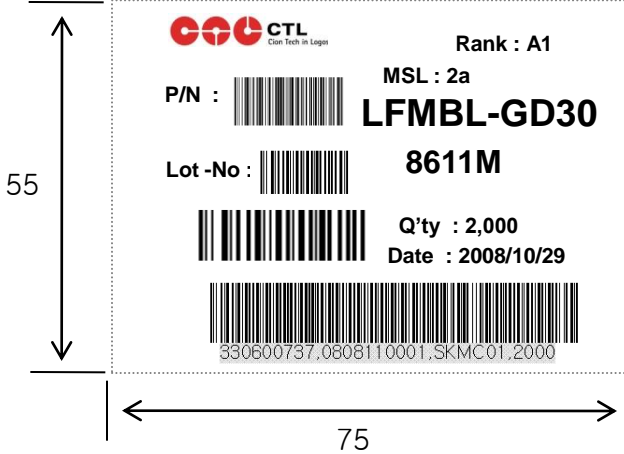 CTL
Cion Tech in Logos
Rank : A1
MSL : 2a
P/N :
LFMBL-GD30
Lot -No :
8611M
55
Q'ty : 2,000
Date : 2008/10/29
330600737,0808110001,SKMC01,2000
75